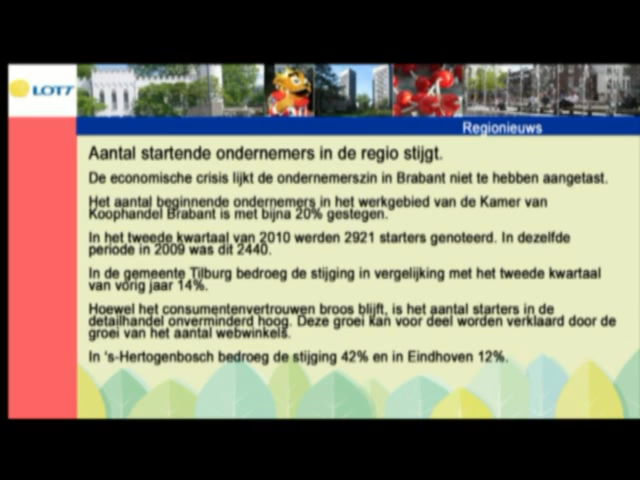 LOT7
Regionieuws
Aantal startende ondernemers in de regio stijgt.
De economische crisis lijkt de ondernemerszin in Brabant niet te hebben aangetast.
Het aantal beginnende ondernemers in het werkgebied van de Kamer van
Koophandel Brabant is met bijna 20% gestegen.
In het tweede kwartaal van 2010 werden 2921 starters genoteerd. In dezelfde
periode in 2009 was dit 2440.
In de gemeente Tilburg bedroeg de stijging in vergelijking met het tweede kwartaal
van vorig jaar 14%.
Hoewel het consumentenvertrouwen broos blijft, is het aantal starters in de
detailhandel onverminderd hoog. Deze groei kan voor deel worden verklaard door de
groei van het aantal webwinkels.
In 's-Hertogenbosch bedroeg de stijging 42% en in Eindhoven 12%.